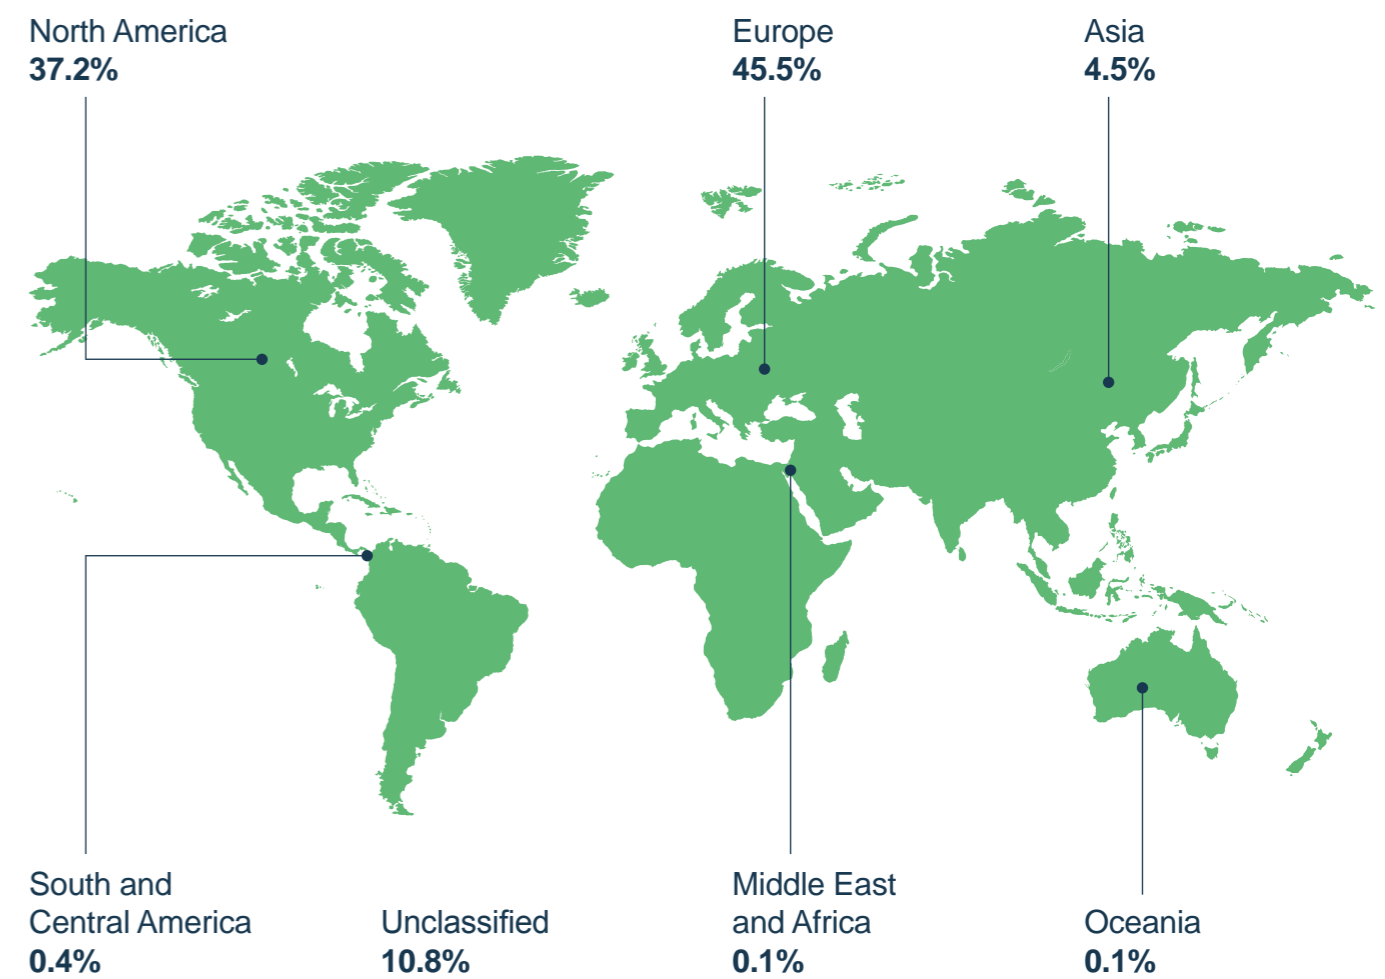 North America
37.2%
Europe
45.5%
Asia
4.5%
South and
Central America
0.4%
Unclassified
10.8%
Middle East
and Africa
0.1%
Oceania
0.1%